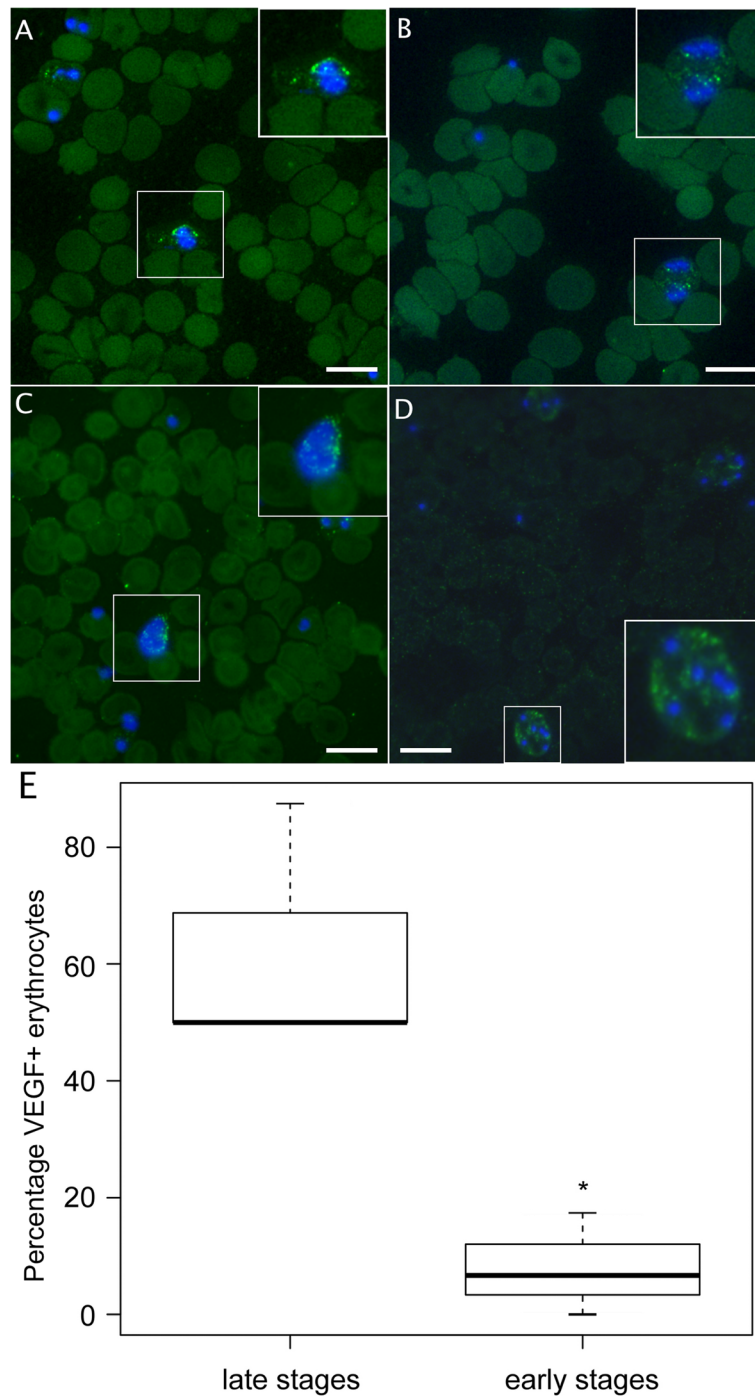 A
B
C
D
E
Percentage VEGF+ erythrocytes
80
60
40
20
0
*
late stages
early stages